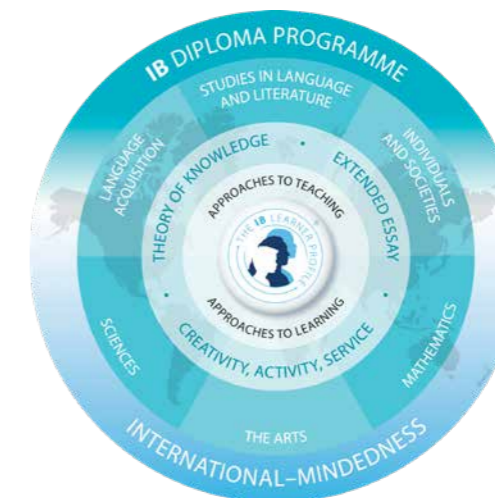 IB DIPLOMA PROGRAMME
STUDIES IN LANGUAGE
AND LITERATURE
LANGUAGE
ACQUISITION
INDIVIDUALS
AND SOCIETIES
THEORY OF KNOWLEDGE
•
EXTENDED ESSAY
APPROACHES TO TEACHING
THE IB LEARNER PROFILE
APPROACHES TO LEARNING
•
CREATIVITY, ACTIVITY, SERVICE
•
SCIENCES
MATHEMATICS
THE ARTS
INTERNATIONAL–MINDEDNESS